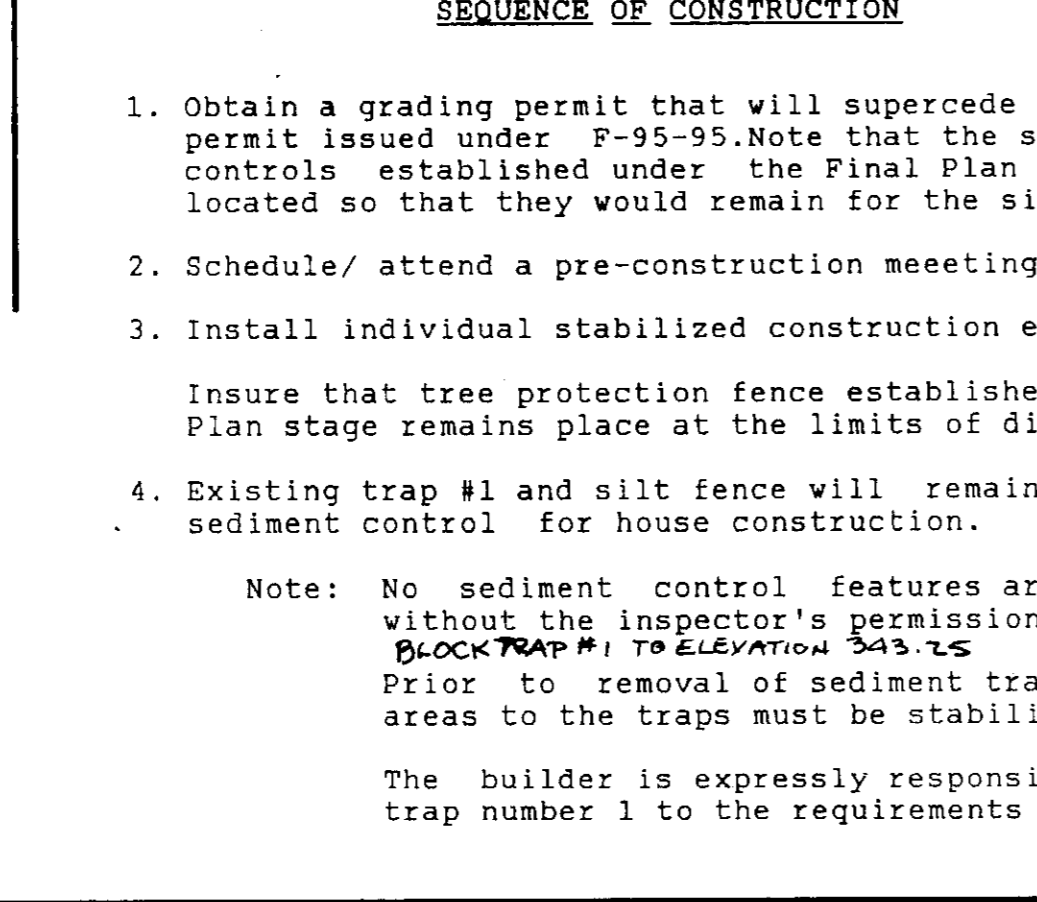 SEQUENCE OF CONSTRUCTION
1. Obtain a grading permit that will supercede
permit issued under F-95-95.Note that the s
controls established under the Final Plan
located so that they would remain for the si
2. Schedule/ attend a pre-construction meeeting
3. Install individual stabilized construction e
Insure that tree protection fence establishe
Plan stage remains place at the limits of di
4. Existing trap #1 and silt fence will remain
sediment control for house construction.
Note: No sediment control features ar
without the inspector's permission
BLOCK TRAP #1 TO ELEVATION 343.25
Prior to removal of sediment tra
areas to the traps must be stabili
The builder is expressly responsi
trap number 1 to the requirements